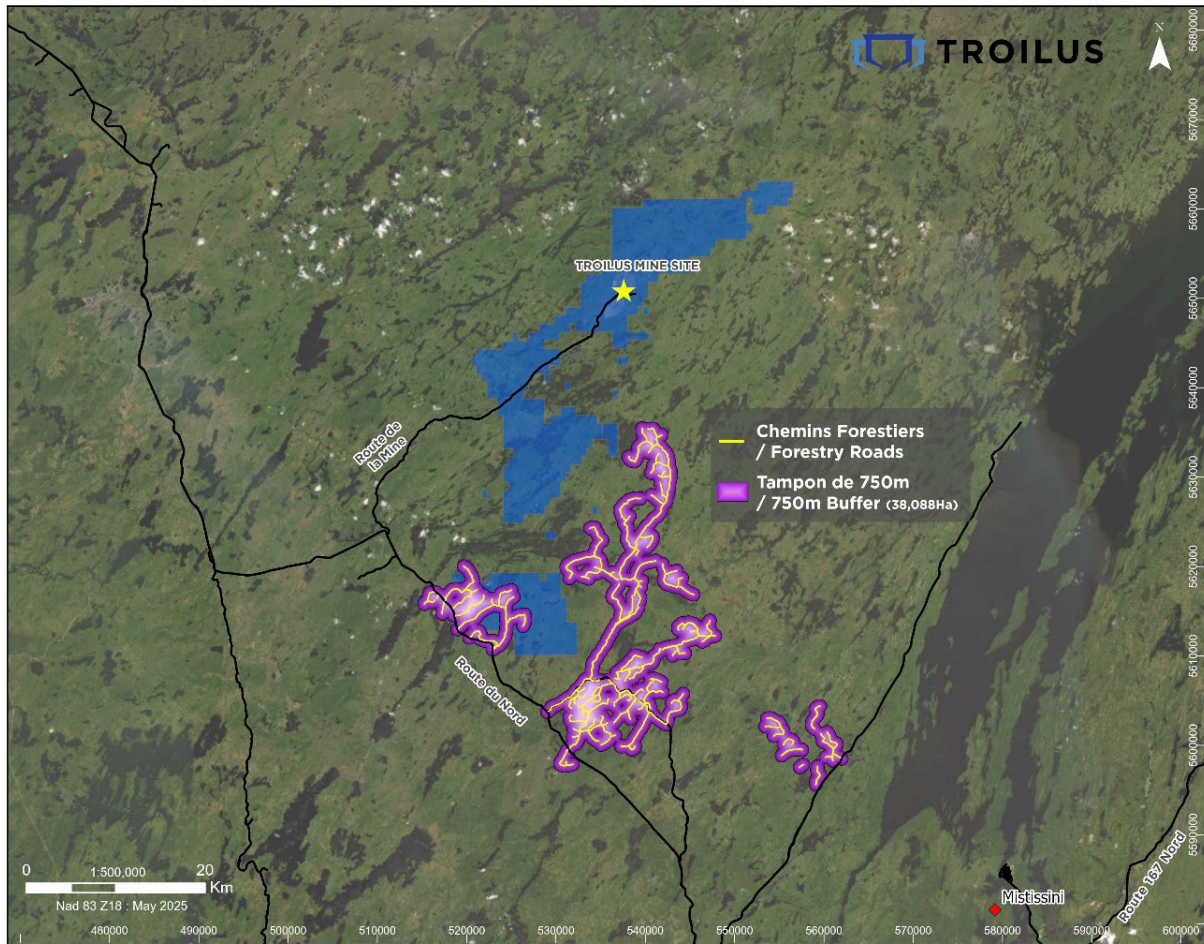 TROILUS
N
5680000
5670000
5660000
5650000
5640000
5630000
5620000
5610000
5600000
5590000
TROILUS MINE SITE
Route de
la Mine
Chemins Forestiers
/ Forestry Roads
Tampon de 750m
/ 750m Buffer (38,088Ha)
Route du Nord
Route 167 Nord
Mistissini
0
1:500,000
20
Km
Nad 83 Z18 : May 2025
480000
490000
500000
510000
520000
530000
540000
550000
560000
570000
580000
590000
600000